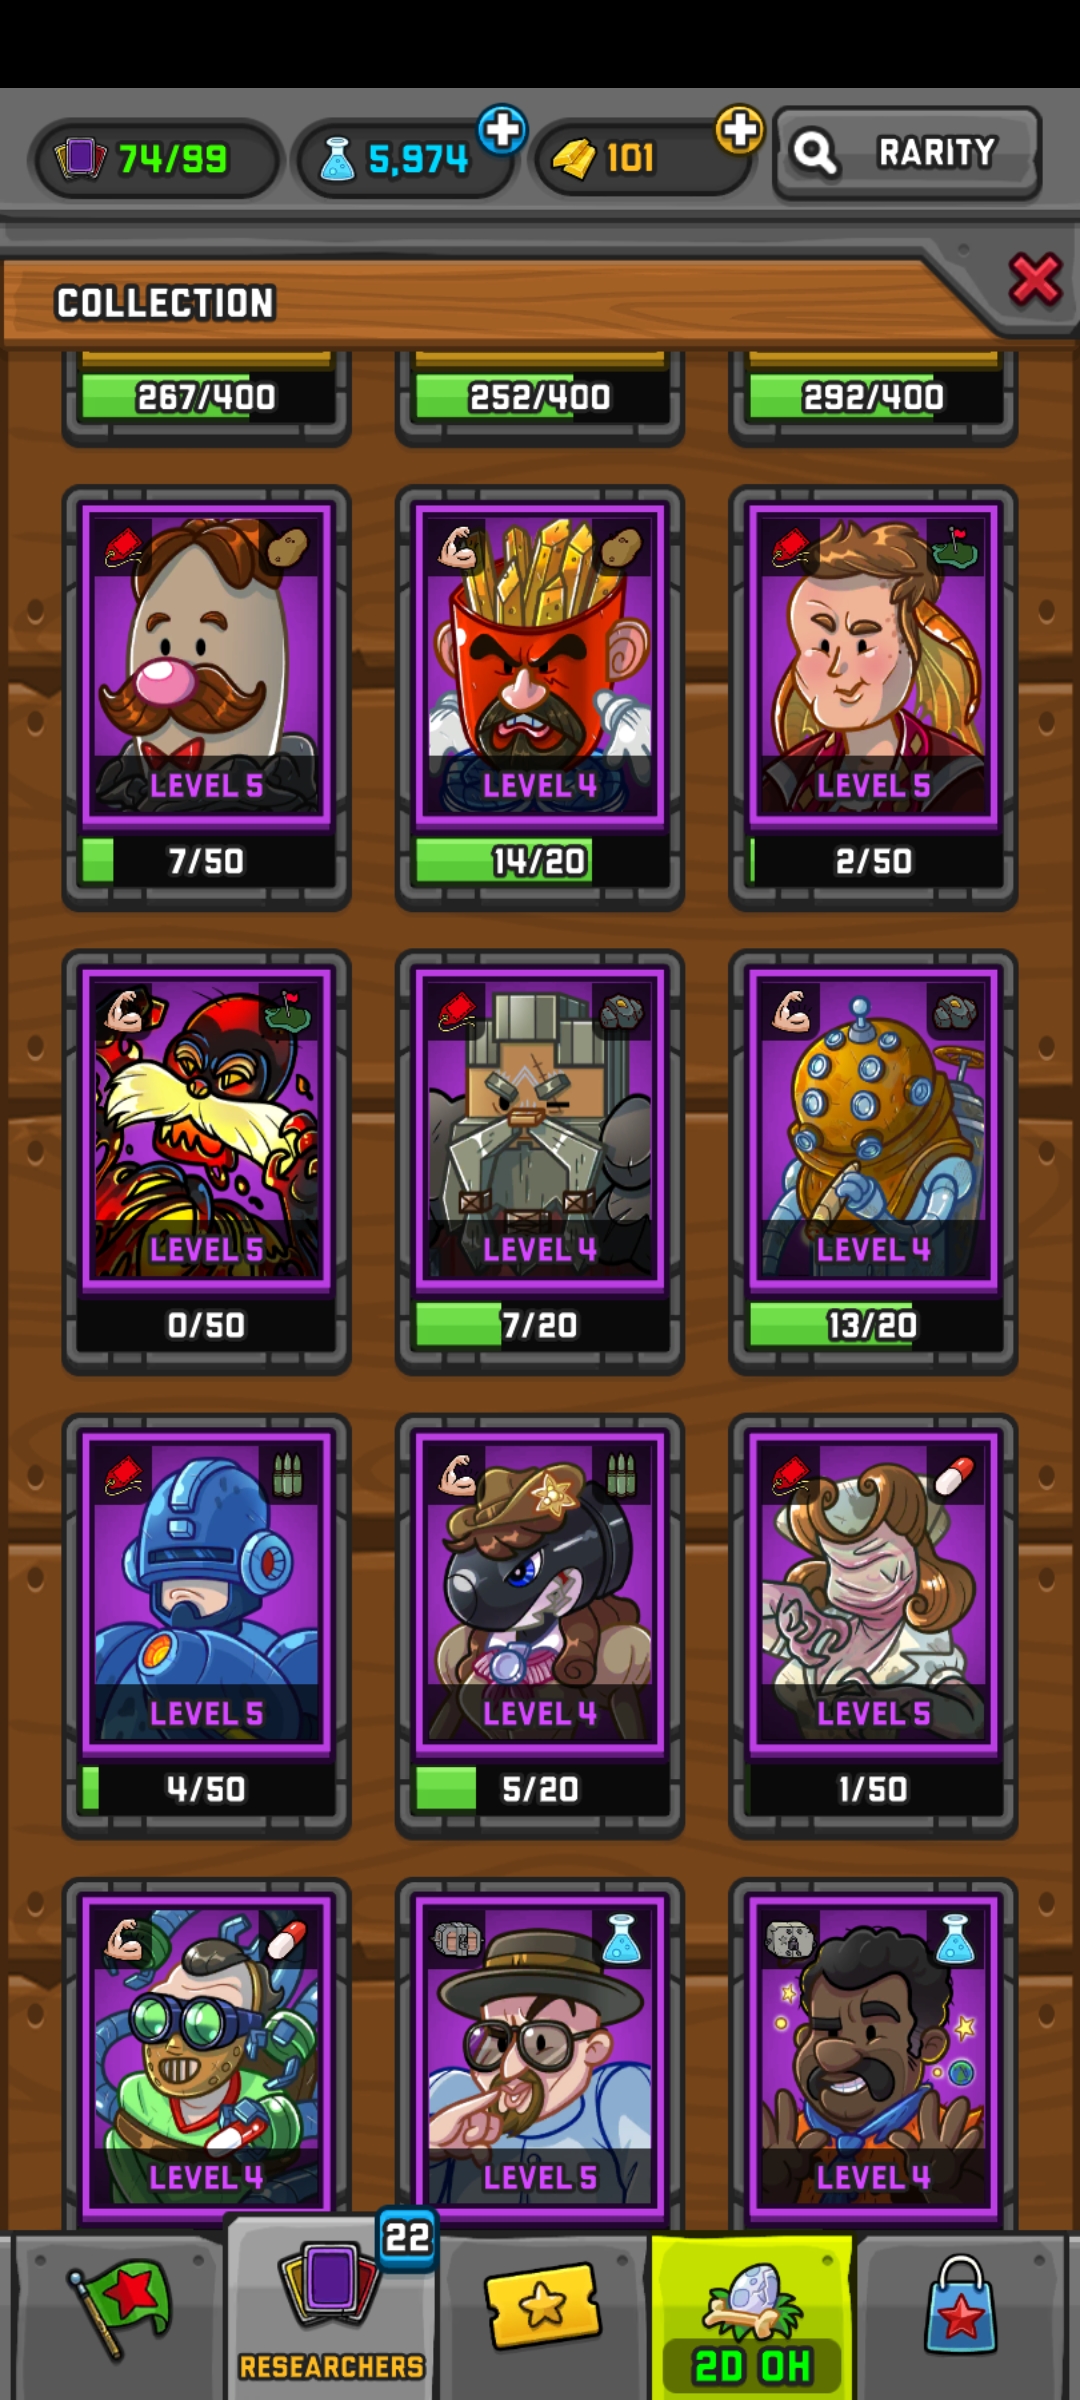 74/99
5,974
101
RARITY
COLLECTION
267/400
252/400
292/400
LEVEL 5
LEVEL 4
LEVEL 5
7/50
14/20
2/50
LEVEL 5
LEVEL 4
LEVEL 4
0/50
7/20
13/20
LEVEL 5
LEVEL 4
LEVEL 5
4/50
5/20
1/50
LEVEL 4
LEVEL 5
LEVEL 4
22
RESEARCHERS
2D 0H